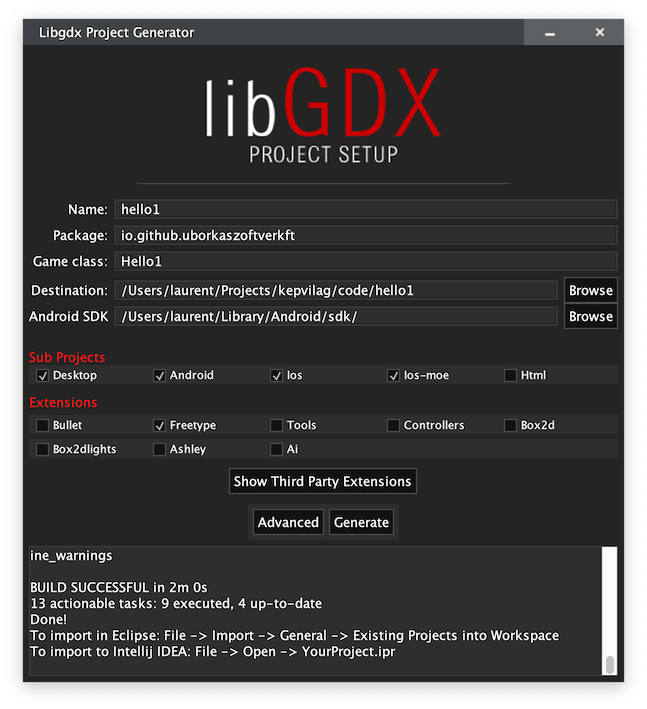 Libgdx Project Generator
libGDX
PROJECT SETUP
Name: hello1
Package: io.github.uborkaszoftverkft
Game class: Hello1
Destination: /Users/laurent/Projects/kepvilag/code/hello1 Browse
Android SDK /Users/laurent/Library/Android/sdk/ Browse
Sub Projects
Desktop Android Ios Ios-moe Html
Extensions
Bullet Freetype Tools Controllers Box2d
Box2dlights Ashley Ai
Show Third Party Extensions
Advanced Generate
ine_warnings
BUILD SUCCESSFUL in 2m 0s
13 actionable tasks: 9 executed, 4 up-to-date
Done!
To import in Eclipse: File -> Import -> General -> Existing Projects into Workspace
To import to Intellij IDEA: File -> Open -> YourProject.ipr